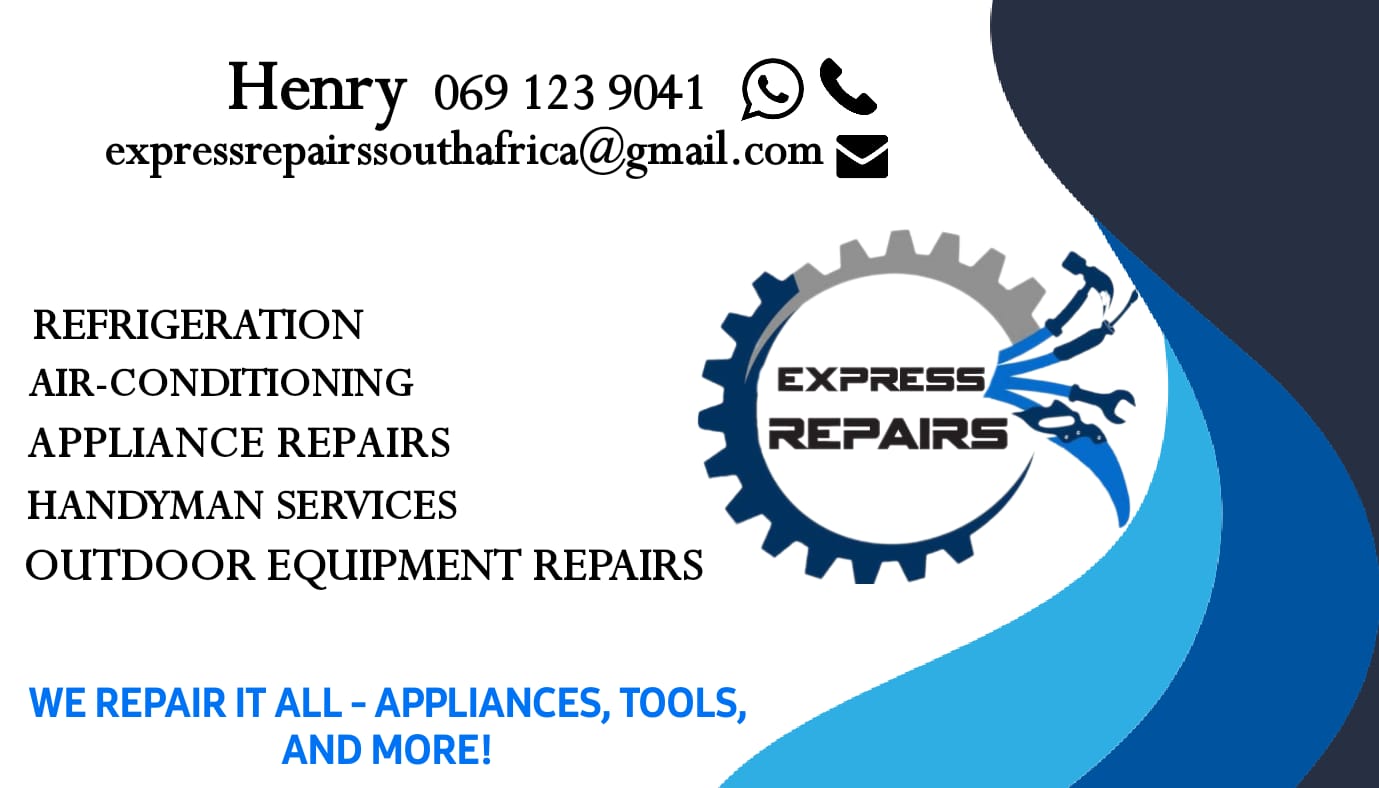 Henry 069 123 9041
expressrepairssouthafrica@gmail.com
REFRIGERATION
AIR-CONDITIONING
APPLIANCE REPAIRS
HANDYMAN SERVICES
OUTDOOR EQUIPMENT REPAIRS
EXPRESS
REPAIRS
WE REPAIR IT ALL - APPLIANCES, TOOLS,
AND MORE!